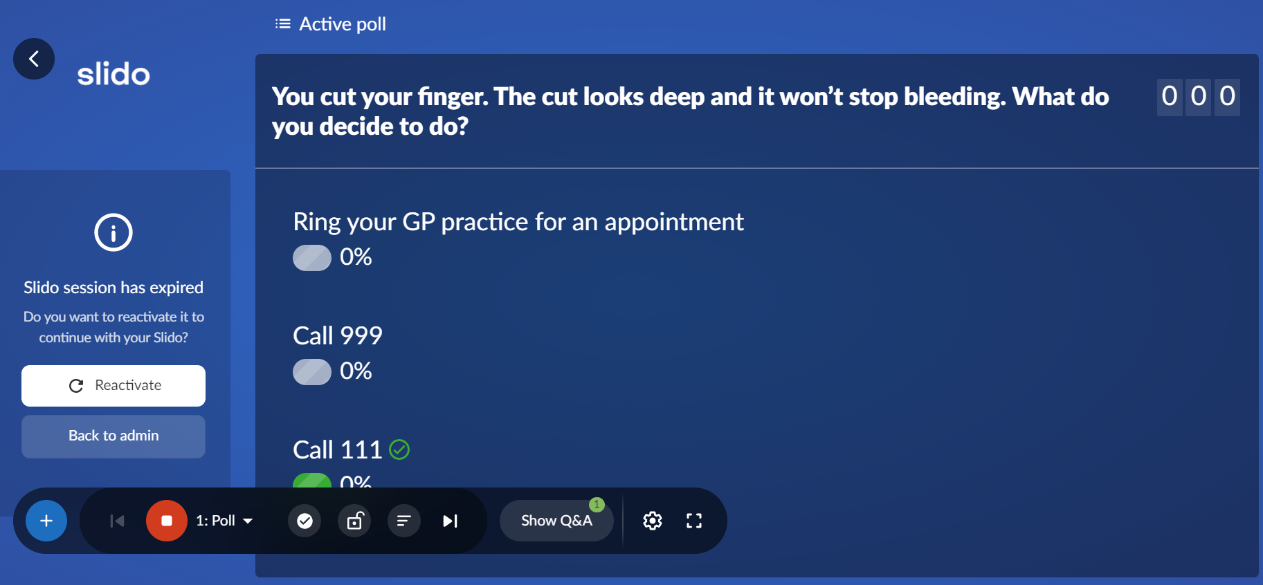 Active poll
slido
You cut your finger. The cut looks deep and it won’t stop bleeding. What do
you decide to do?
0 0 0
Ring your GP practice for an appointment
0%
Call 999
0%
Call 111
0%
Slido session has expired
Do you want to reactivate it to
continue with your Slido?
Reactivate
Back to admin
1: Poll
Show Q&A
1